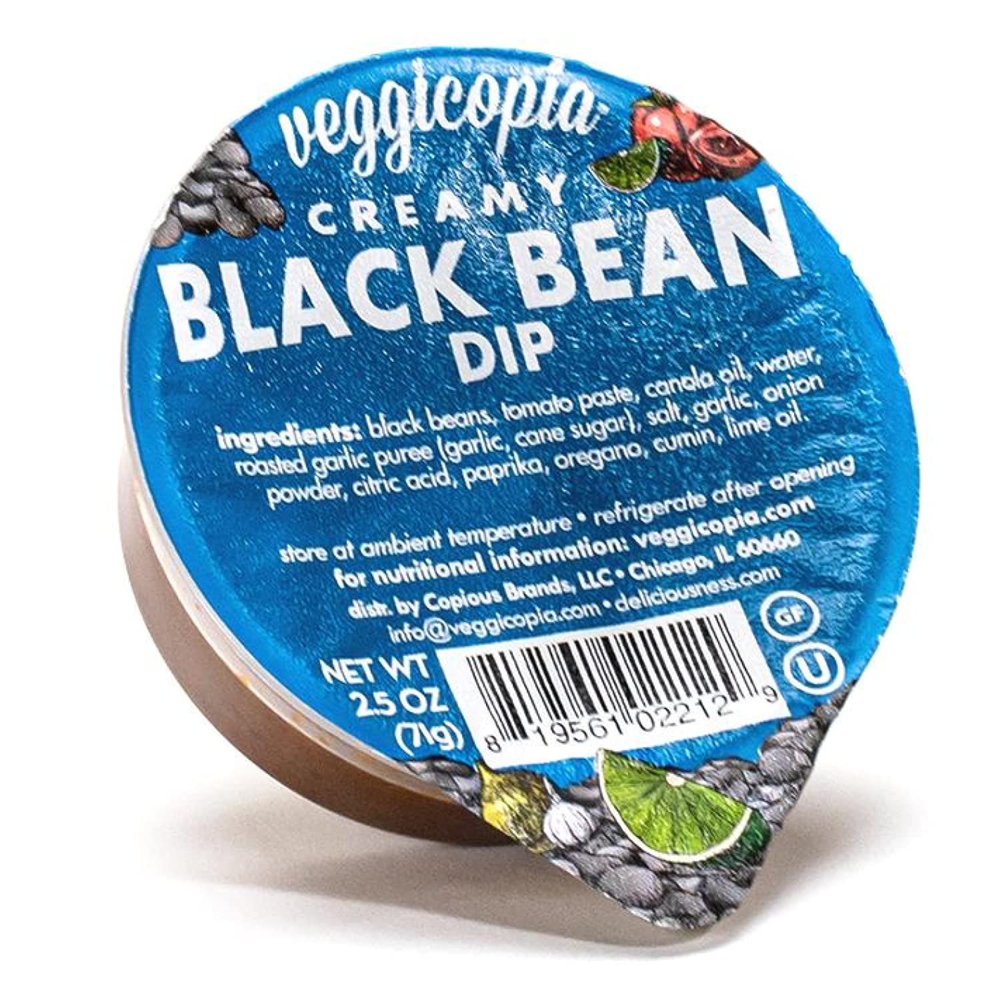 veggicopia™
CREAMY
BLACK BEAN
DIP
ingredients: black beans, tomato paste, canola oil, water,
roasted garlic puree (garlic, cane sugar), salt, garlic, onion
powder, citric acid, paprika, oregano, cumin, lime oil.
store at ambient temperature • refrigerate after opening
for nutritional information: veggicopia.com
distr. by Copious Brands, LLC • Chicago, IL 60660
info@veggicopia.com • deliciousness.com
GF
U
NET WT
2.5 OZ
(71g)
8 19561 02212 9